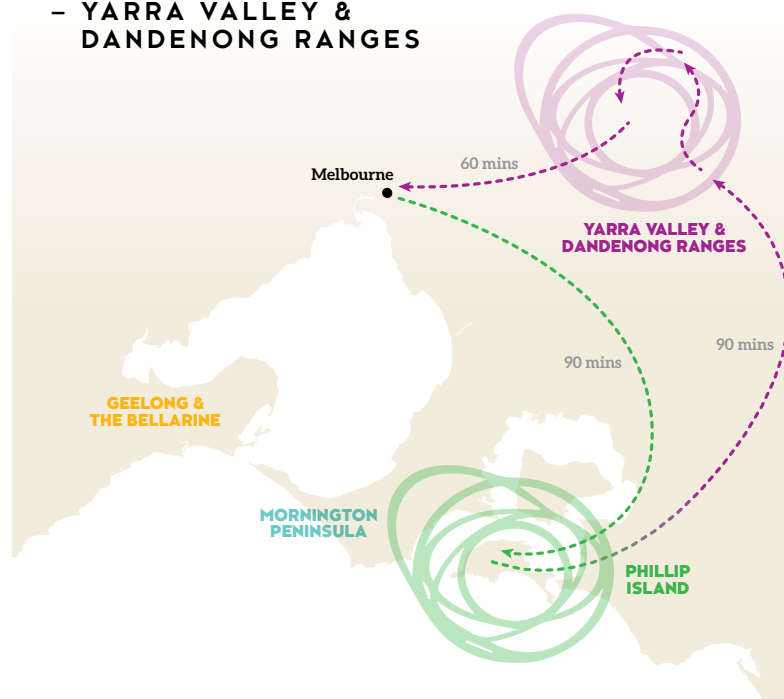 – YARRA VALLEY &
DANDENONG RANGES
60 mins
Melbourne
YARRA VALLEY &
DANDENONG RANGES
90 mins
90 mins
GEELONG &
THE BELLARINE
MORNINGTON
PENINSULA
PHILLIP
ISLAND